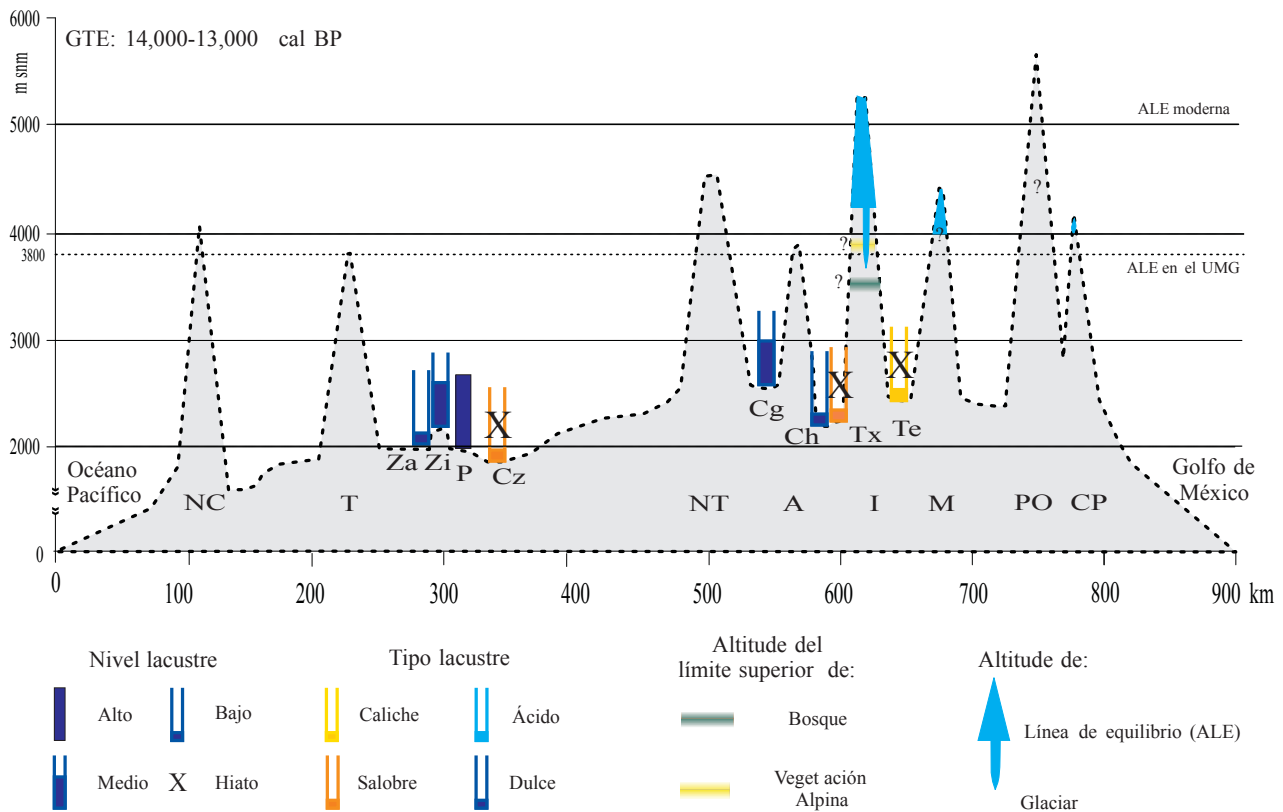 6000
m snm
GTE: 14,000-13,000 cal BP
5000
ALE moderna
4000
3800
ALE en el UMG
?
?
?
?
?
3000
2000
0
X
X
X
Za
Zi
P
Cz
Cg
Ch
Tx
Te
Océano
Pacífico
NC
T
NT
A
I
M
PO
CP
Golfo de
México
0
100
200
300
400
500
600
700
800
900 km
Nivel lacustre
Alto
Bajo
Medio
X Hiato
Tipo lacustre
Caliche
Ácido
Salobre
Dulce
Altitude del
límite superior de:
Bosque
Veget ación
Alpina
Altitude de:
Línea de equilibrio (ALE)
Glaciar